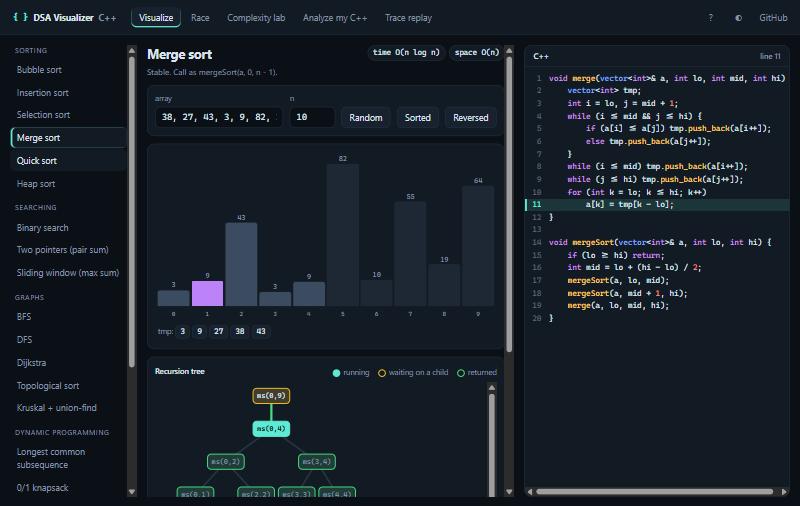 { } DSA Visualizer C++ Visualize Race Complexity lab Analyze my C++ Trace replay ? GitHub
SORTING
Bubble sort
Insertion sort
Selection sort
Merge sort
Quick sort
Heap sort
SEARCHING
Binary search
Two pointers (pair sum)
Sliding window (max sum)
GRAPHS
BFS
DFS
Dijkstra
Topological sort
Kruskal + union-find
DYNAMIC PROGRAMMING
Longest common
subsequence
0/1 knapsack
Merge sort time O(n log n) space O(n)
Stable. Call as mergeSort(a, 0, n - 1).
array n
38, 27, 43, 3, 9, 82, 10 Random Sorted Reversed
82
64
55
43
19
10
9 9
3 3
0 1 2 3 4 5 6 7 8 9
tmp: 3 9 27 38 43
Recursion tree running waiting on a child returned
ms(0,9)
ms(0,4)
ms(0,2) ms(3,4)
ms(0,1) ms(2,2) ms(3,3) ms(4,4)
C++ line 11
1 void merge(vector<int>& a, int lo, int mid, int hi)
2 vector<int> tmp;
3 int i = lo, j = mid + 1;
4 while (i ≤ mid && j ≤ hi) {
5 if (a[i] ≤ a[j]) tmp.push_back(a[i++]);
6 else tmp.push_back(a[j++]);
7 }
8 while (i ≤ mid) tmp.push_back(a[i++]);
9 while (j ≤ hi) tmp.push_back(a[j++]);
10 for (int k = lo; k ≤ hi; k++)
11 a[k] = tmp[k - lo];
12 }
13
14 void mergeSort(vector<int>& a, int lo, int hi) {
15 if (lo ≥ hi) return;
16 int mid = lo + (hi - lo) / 2;
17 mergeSort(a, lo, mid);
18 mergeSort(a, mid + 1, hi);
19 merge(a, lo, mid, hi);
20 }